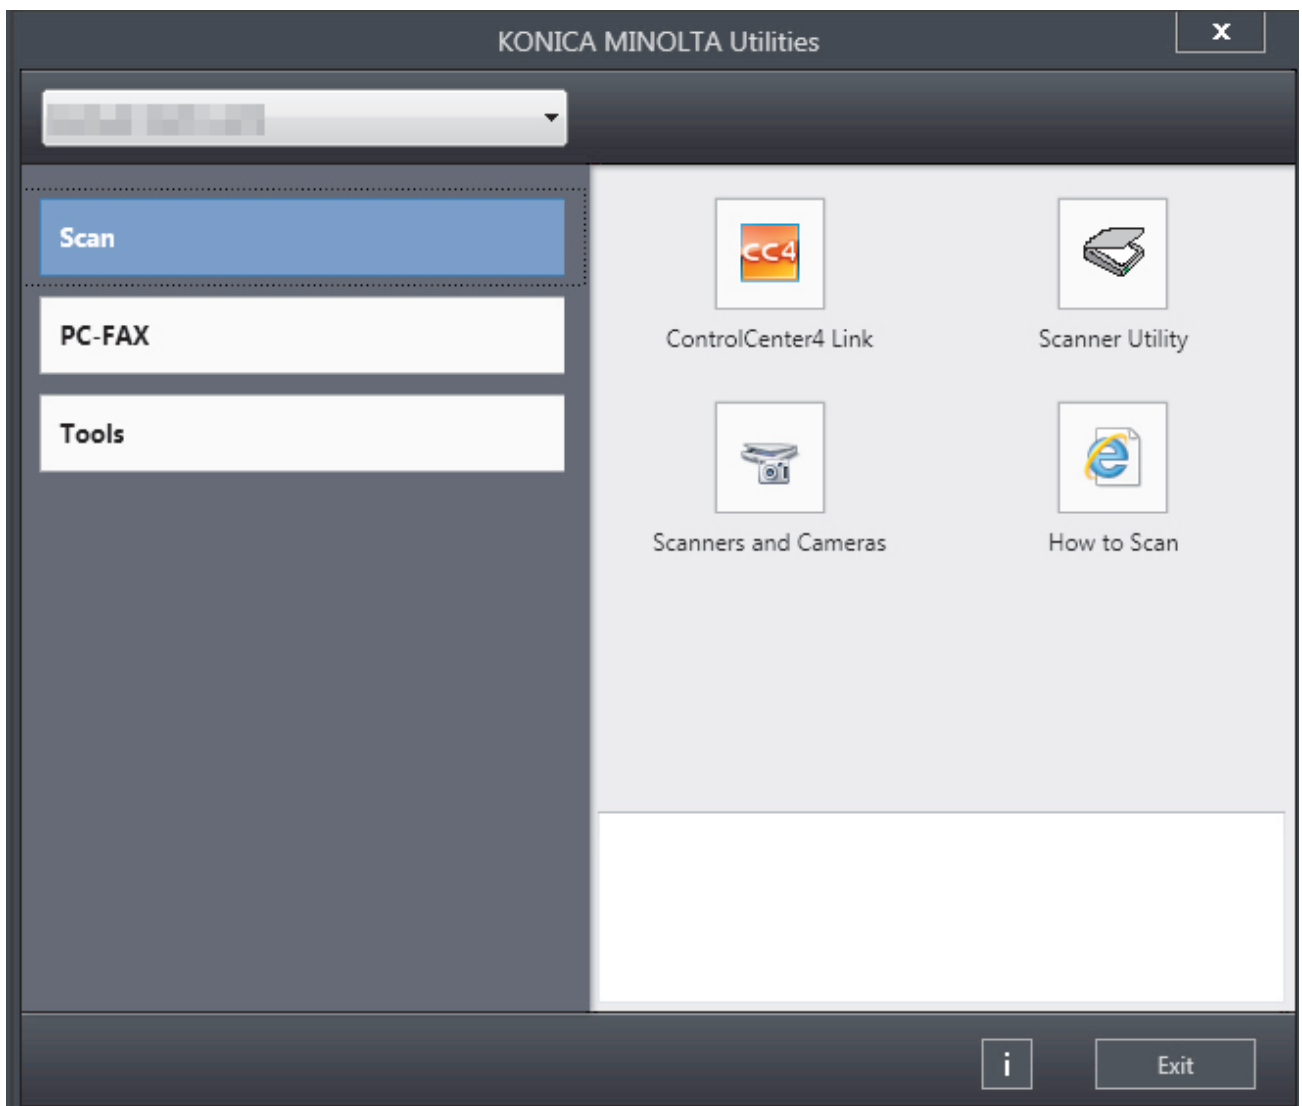 KONICA MINOLTA Utilities
x
Scan
PC-FAX
Tools
CC4
ControlCenter4 Link
Scanner Utility
Scanners and Cameras
How to Scan
i
Exit